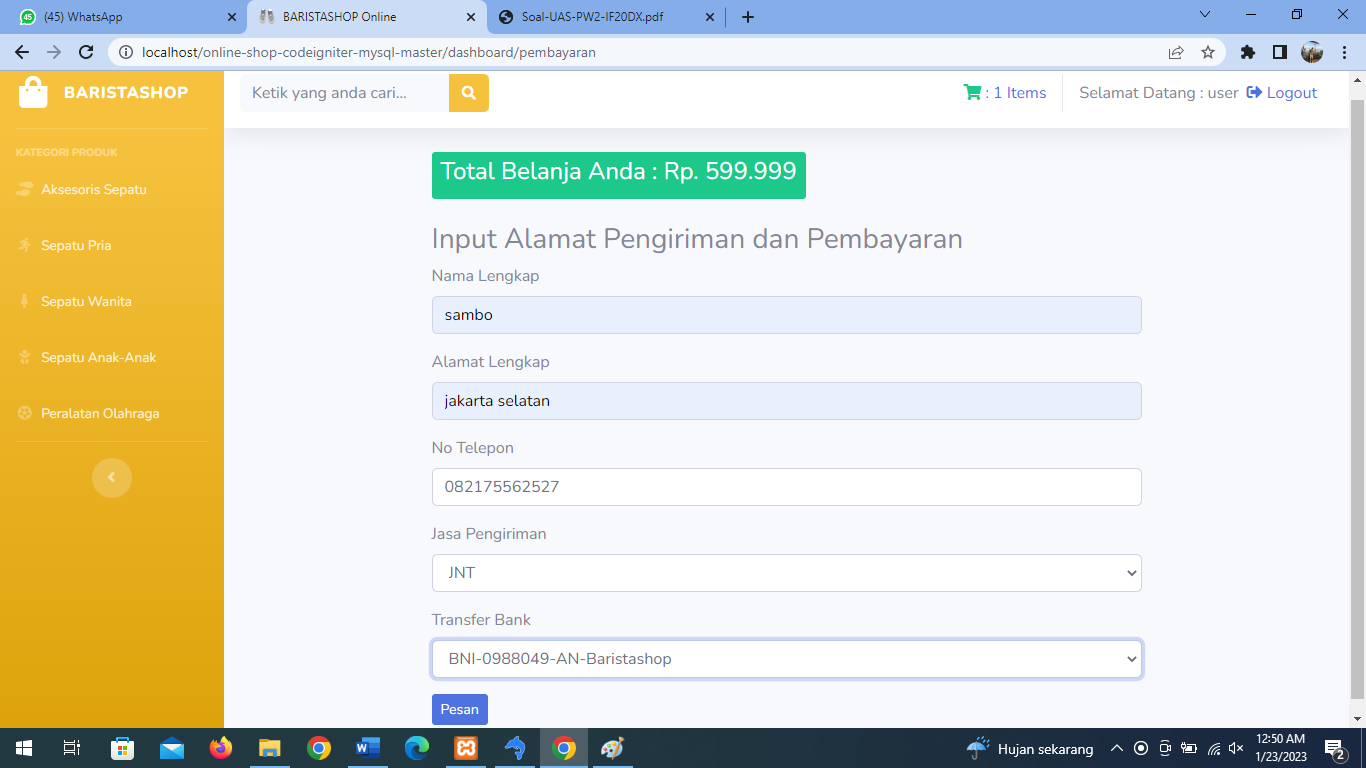 (45) WhatsApp
BARISTASHOP Online
Soal-UAS-PW2-IF20DX.pdf
localhost/online-shop-codeigniter-mysql-master/dashboard/pembayaran
BARISTASHOP
Ketik yang anda cari...
: 1 Items
Selamat Datang : user
Logout
KATEGORI PRODUK
Aksesoris Sepatu
Sepatu Pria
Sepatu Wanita
Sepatu Anak-Anak
Peralatan Olahraga
Total Belanja Anda : Rp. 599.999
Input Alamat Pengiriman dan Pembayaran
Nama Lengkap
sambo
Alamat Lengkap
jakarta selatan
No Telepon
082175562527
Jasa Pengiriman
JNT
Transfer Bank
BNI-0988049-AN-Baristashop
Pesan
Hujan sekarang
12:50 AM
1/23/2023
2